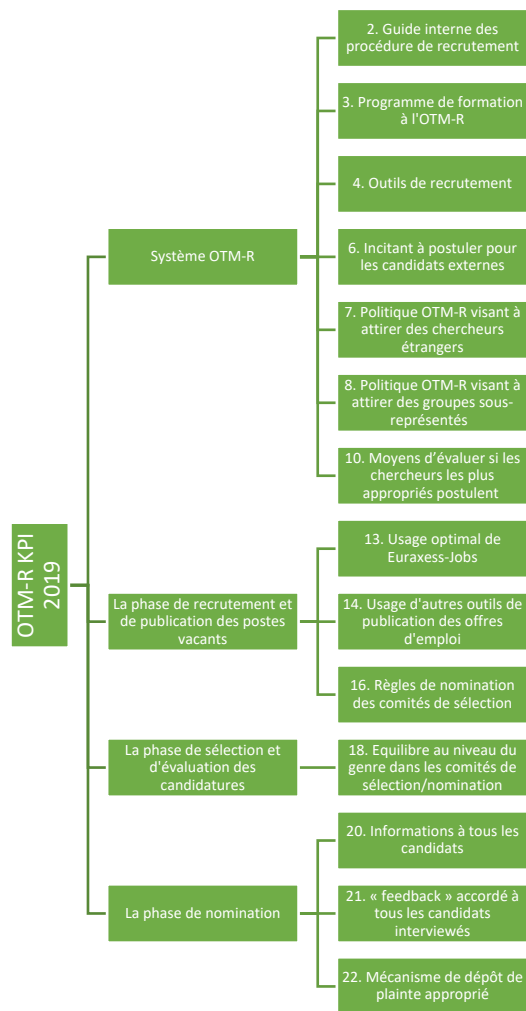 OTM-R KPI
2019
Système OTM-R
2. Guide interne des
procédure de recrutement
3. Programme de formation
à l'OTM-R
4. Outils de recrutement
6. Incitant à postuler pour
les candidats externes
7. Politique OTM-R visant à
attirer des chercheurs
étrangers
8. Politique OTM-R visant à
attirer des groupes sous-
représentés
10. Moyens d’évaluer si les
chercheurs les plus
appropriés postulent
La phase de recrutement et
de publication des postes
vacants
13. Usage optimal de
Euraxess-Jobs
14. Usage d'autres outils de
publication des offres
d'emploi
16. Règles de nomination
des comités de sélection
La phase de sélection et
d'évaluation des
candidatures
18. Equilibre au niveau du
genre dans les comités de
sélection/nomination
La phase de nomination
20. Informations à tous les
candidats
21. « feedback » accordé à
tous les candidats
interviewés
22. Mécanisme de dépôt de
plainte approprié